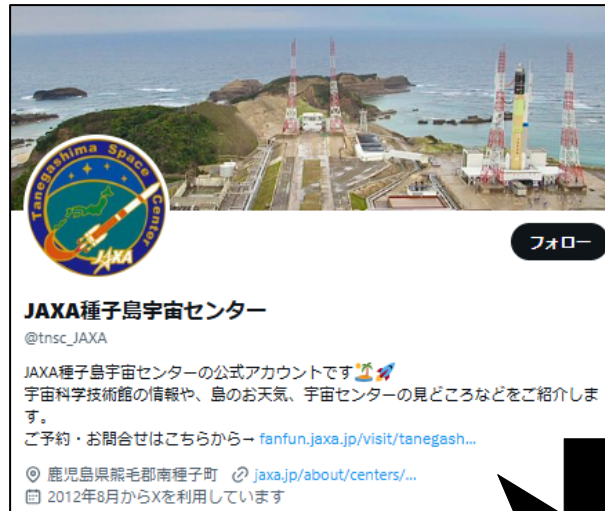 Tanegashima Space Center
JAXA
フォロー
JAXA種子島宇宙センター
@tnsc_JAXA
JAXA種子島宇宙センターの公式アカウントです🏝️🚀
宇宙科学技術館の情報や、島のお天気、宇宙センターの見どころなどをご紹介しま
す。
ご予約・お問合せはこちらから→ fanfun.jaxa.jp/visit/tanegash...
鹿児島県熊毛郡南種子町 jaxa.jp/about/centers/...
2012年8月からXを利用しています